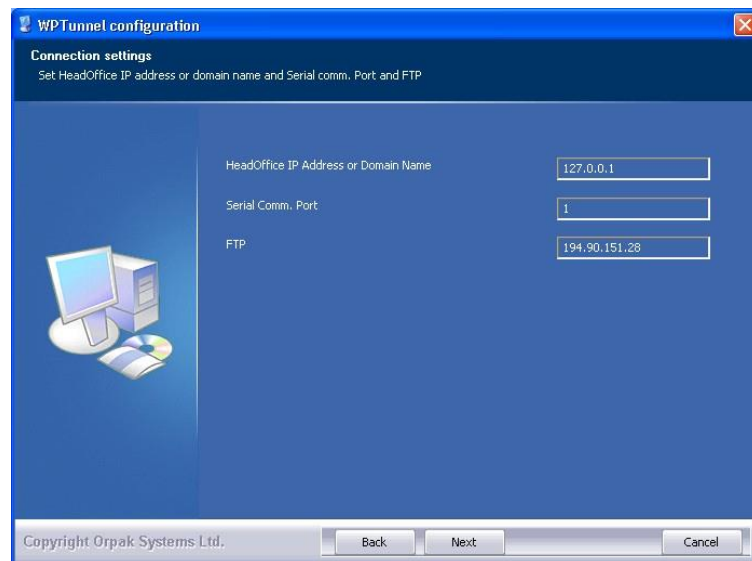 WPTunnel configuration
Connection settings
Set HeadOffice IP address or domain name and Serial comm. Port and FTP
HeadOffice IP Address or Domain Name 127.0.0.1
Serial Comm. Port 1
FTP 194.90.151.28
Copyright Orpak Systems Ltd. Back Next Cancel